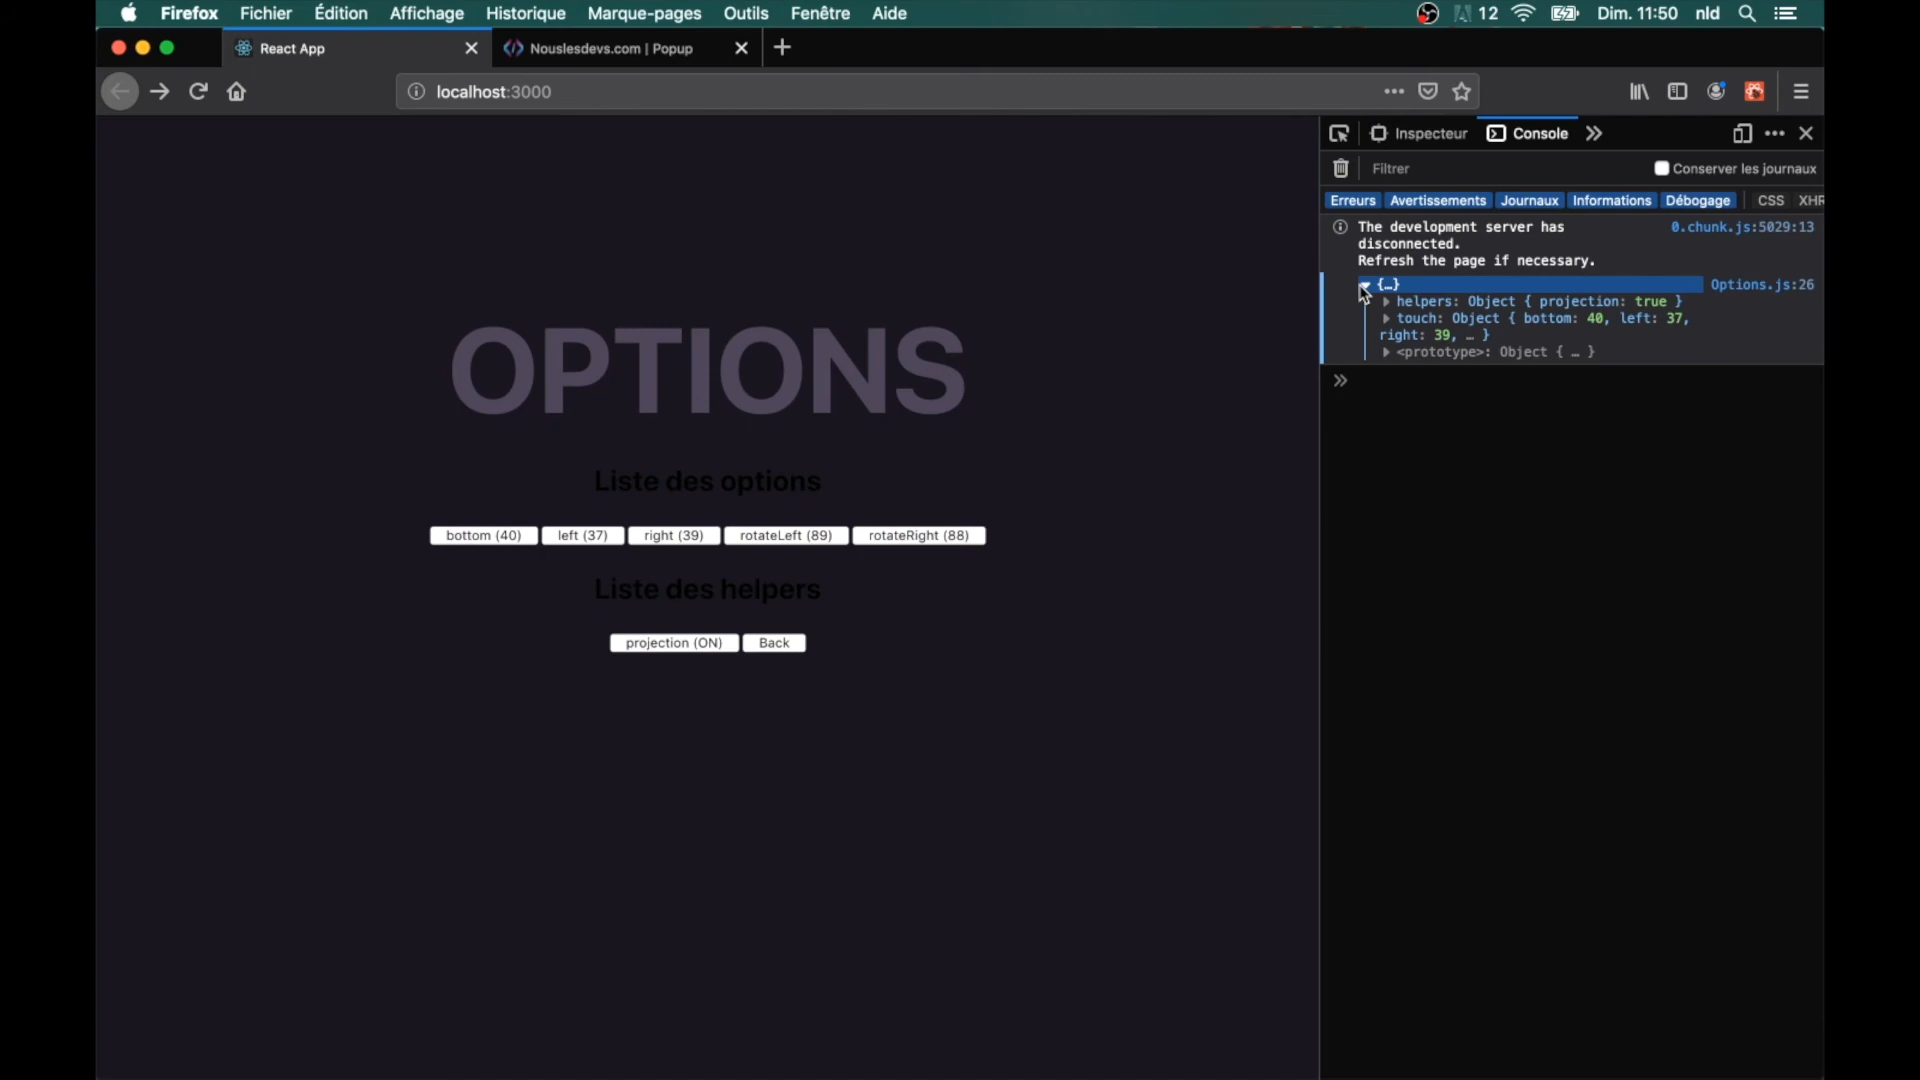 Firefox Fichier Édition Affichage Historique Marque-pages Outils Fenêtre Aide 12 Dim. 11:50 nld
React App Nouslesdevs.com | Popup
localhost:3000
Inspecteur Console
Filtrer Conserver les journaux
Erreurs Avertissements Journaux Informations Débogage CSS XHR
The development server has 0.chunk.js:5029:13
disconnected.
Refresh the page if necessary.
{…} Options.js:26
helpers: Object { projection: true }
touch: Object { bottom: 40, left: 37,
right: 39, … }
<prototype>: Object { … }
OPTIONS
Liste des options
bottom (40) left (37) right (39) rotateLeft (89) rotateRight (88)
Liste des helpers
projection (ON) Back